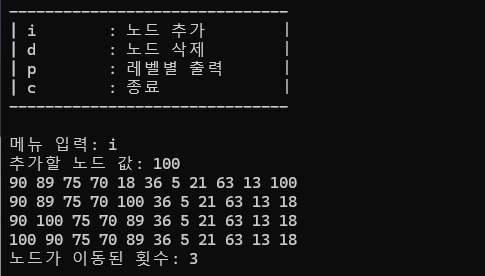 -------------------------------
| i        : 노드 추가        |
| d        : 노드 삭제        |
| p        : 레벨별 출력      |
| c        : 종료             |
-------------------------------
메뉴 입력: i
추가할 노드 값: 100
90 89 75 70 18 36 5 21 63 13 100
90 89 75 70 100 36 5 21 63 13 18
90 100 75 70 89 36 5 21 63 13 18
100 90 75 70 89 36 5 21 63 13 18
노드가 이동된 횟수: 3